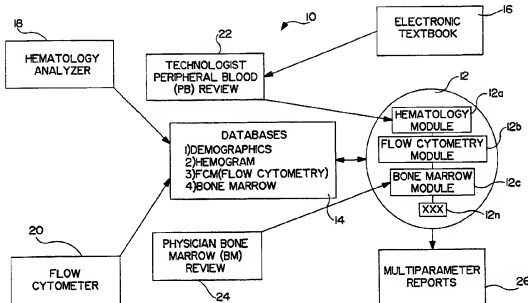 18
HEMATOLOGY
ANALYZER
22
TECHNOLOGIST
PERIPHERAL BLOOD
(PB) REVIEW
10
ELECTRONIC
TEXTBOOK
16
12
HEMATOLOGY
MODULE
12a
FLOW CYTOMETRY
MODULE
12b
BONE MARROW
MODULE
12c
XXX
12n
DATABASES
1)DEMOGRAPHICS
2)HEMOGRAM
3)FCM(FLOW CYTOMETRY)
4)BONE MARROW
14
20
FLOW
CYTOMETER
PHYSICIAN BONE
MARROW (BM)
REVIEW
24
MULTIPARAMETER
REPORTS
26